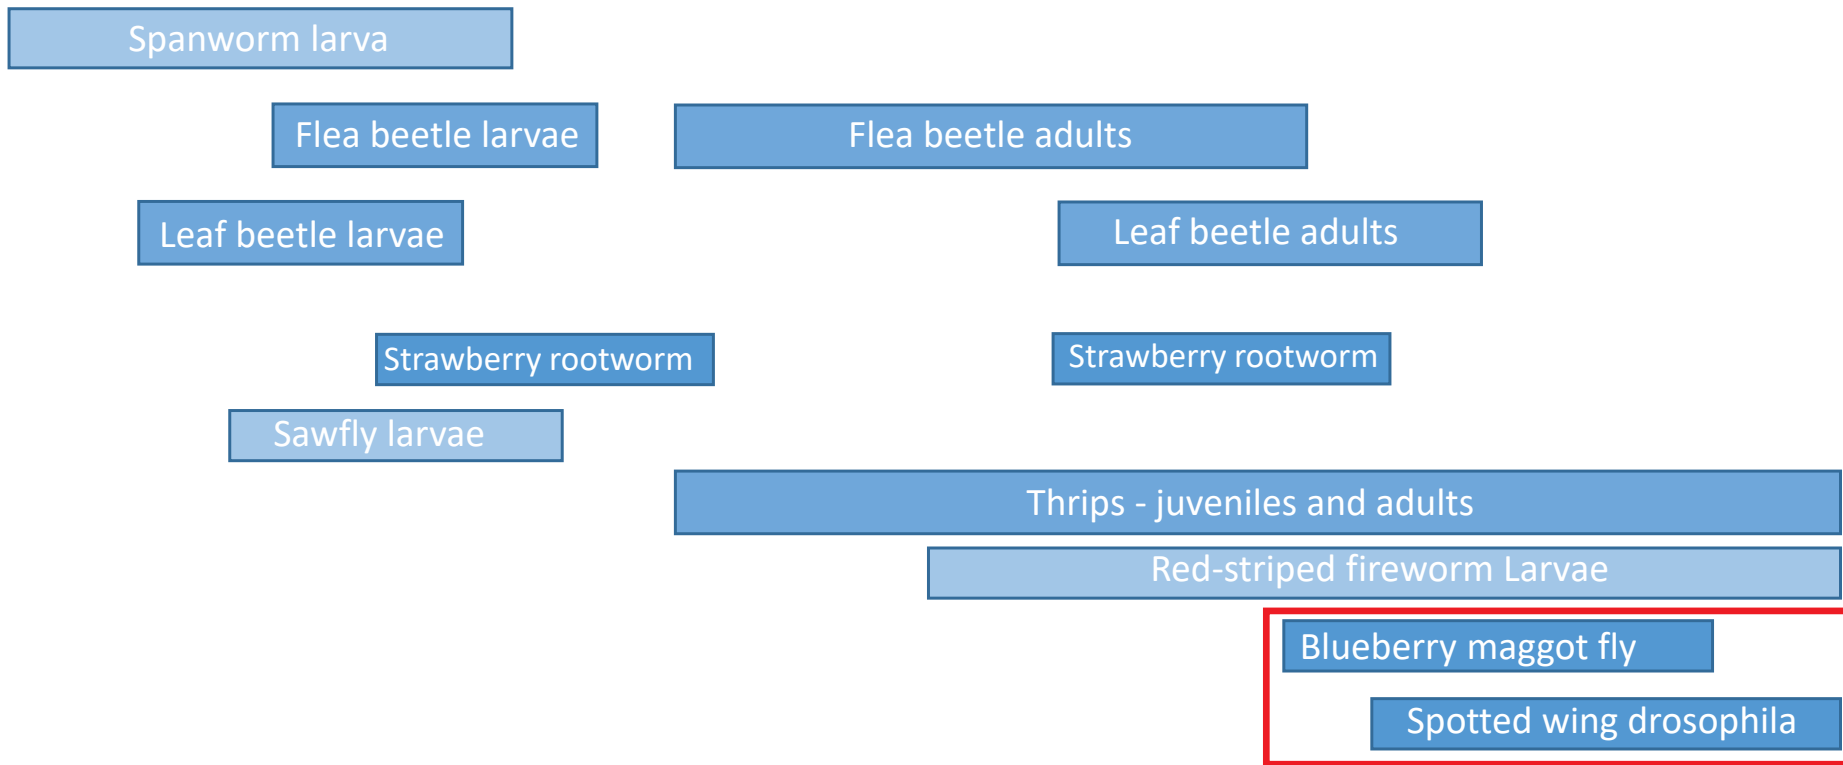 Spanworm larva
Flea beetle larvae
Flea beetle adults
Leaf beetle larvae
Leaf beetle adults
Strawberry rootworm
Strawberry rootworm
Sawfly larvae
Thrips - juveniles and adults
Red-striped fireworm Larvae
Blueberry maggot fly
Spotted wing drosophila